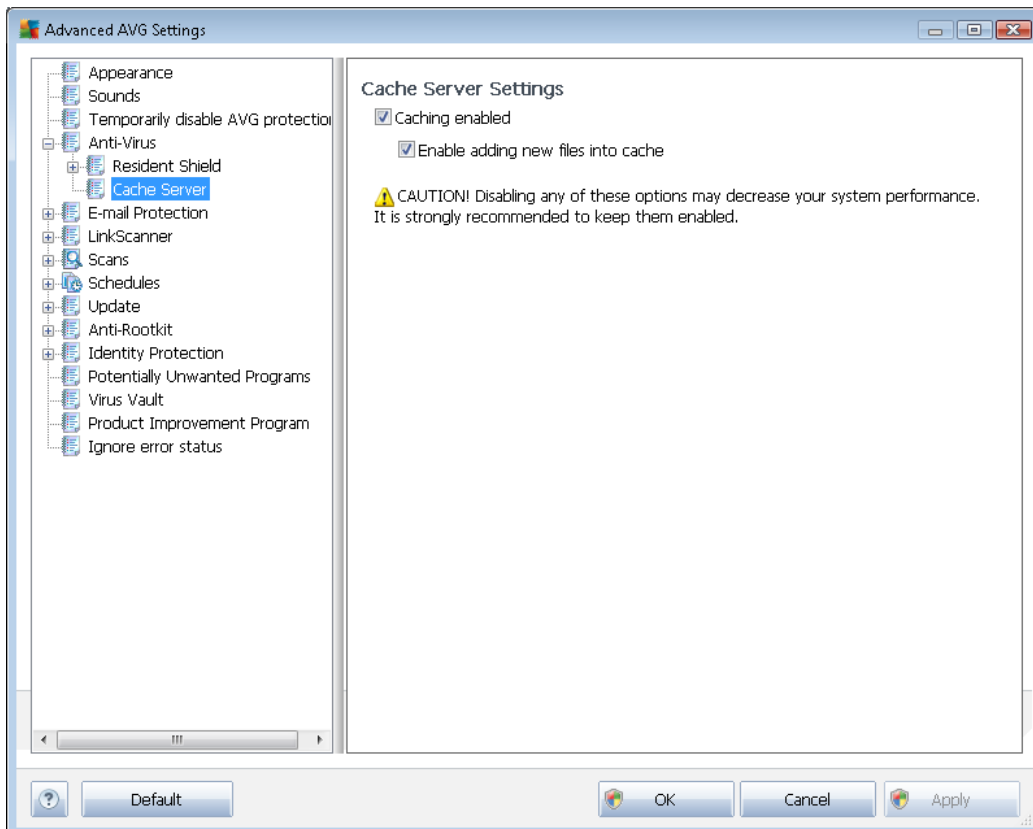 Advanced AVG Settings
Appearance
Sounds
Temporarily disable AVG protection
Anti-Virus
Resident Shield
Cache Server
E-mail Protection
LinkScanner
Scans
Schedules
Update
Anti-Rootkit
Identity Protection
Potentially Unwanted Programs
Virus Vault
Product Improvement Program
Ignore error status
Cache Server Settings
Caching enabled
Enable adding new files into cache
CAUTION! Disabling any of these options may decrease your system performance.
It is strongly recommended to keep them enabled.
?
Default
OK
Cancel
Apply